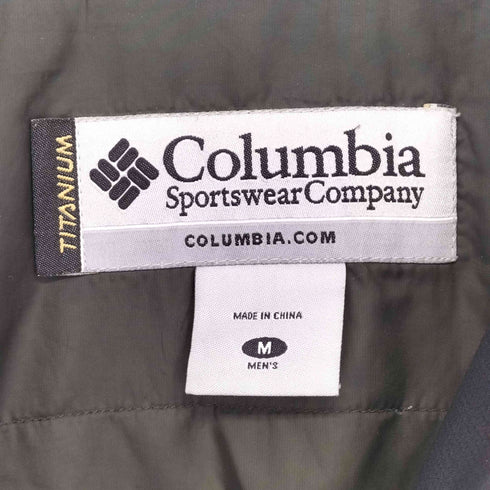 TITANIUM
Columbia
Sportswear Company
COLUMBIA.COM
MADE IN CHINA
M
MEN'S